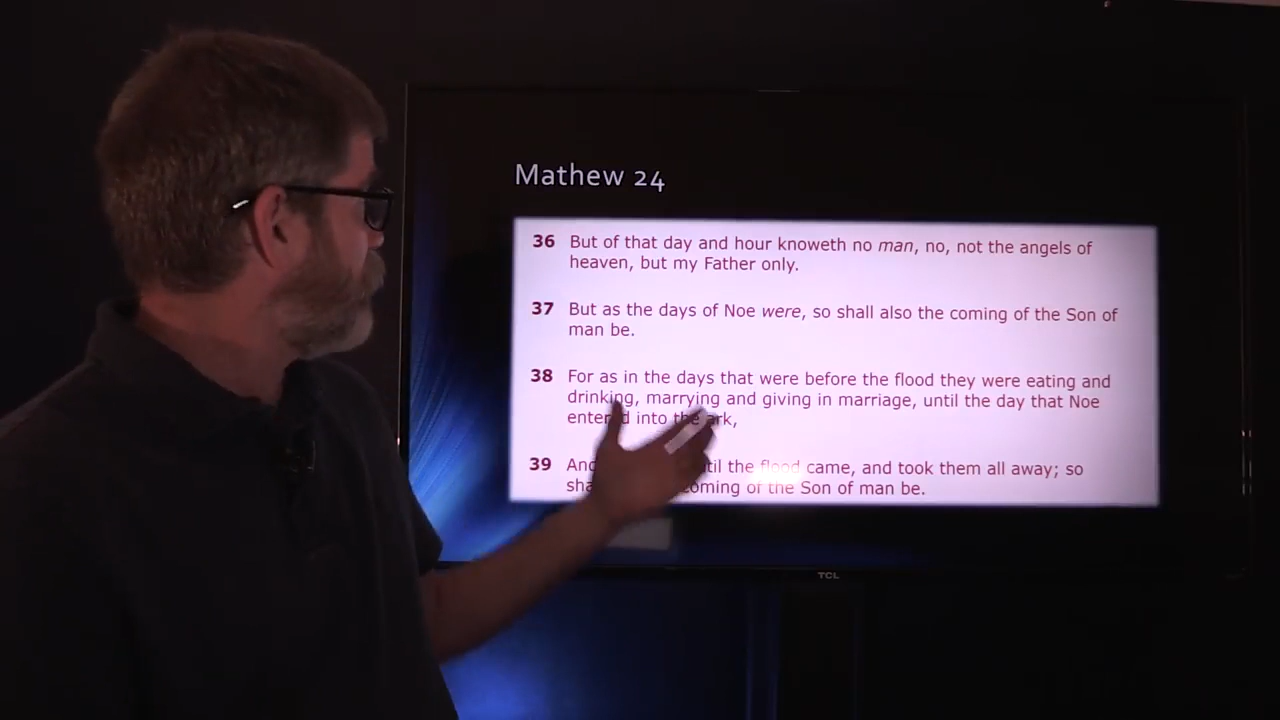 Mathew 24
36 But of that day and hour knoweth no man, no, not the angels of
heaven, but my Father only.
37 But as the days of Noe were, so shall also the coming of the Son of
man be.
38 For as in the days that were before the flood they were eating and
drinking, marrying and giving in marriage, until the day that Noe
entered into the ark,
39 And the flood came, and took them all away; so
coming of the Son of man be.
TCL